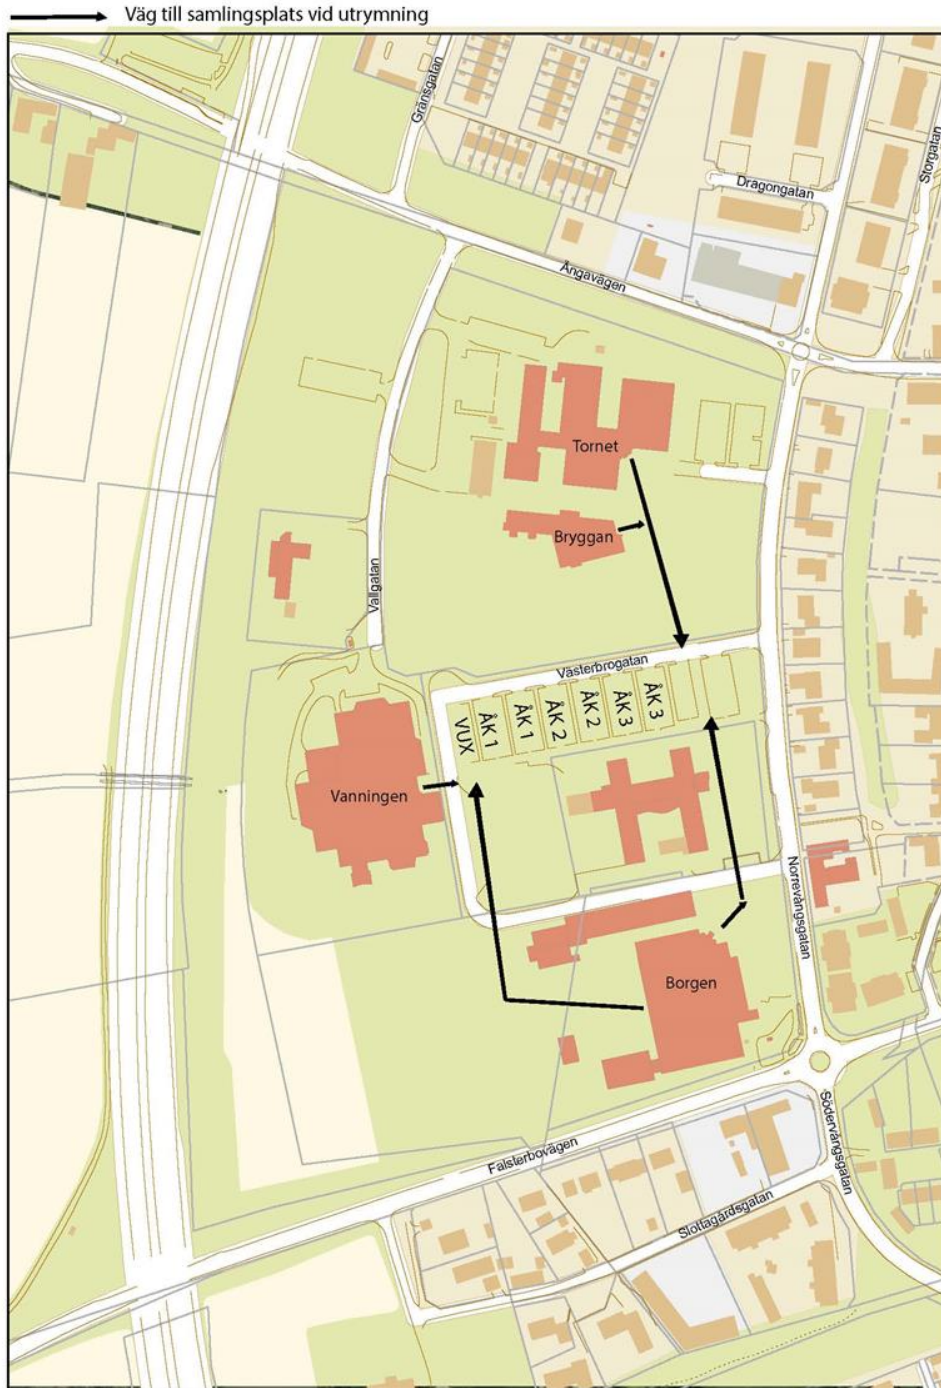 Väg till samlingsplats vid utrymning
Gränsgatan
Storgatan
Dragongatan
Ångavägen
Tornet
Bryggan
Vallgatan
Västerbrogatan
VUX
ÅK 1
ÅK 1
ÅK 2
ÅK 2
ÅK 3
ÅK 3
Vanningen
Norrevångsgatan
Borgen
Falsterbovägen
Södervångsgatan
Slottagårdsgatan